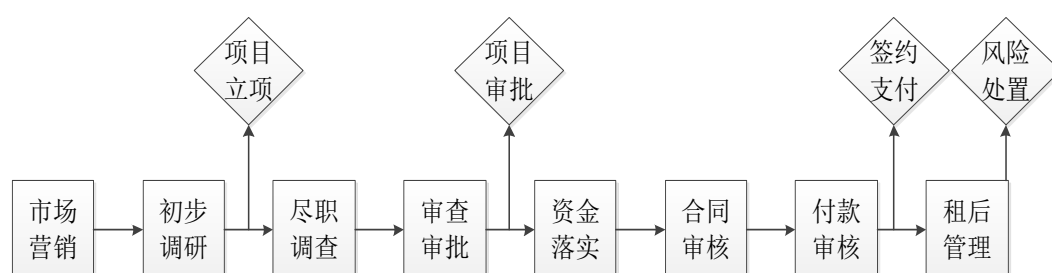 项目
立项
项目
审批
签约
支付
风险
处置
市场
营销
初步
调研
尽职
调查
审查
审批
资金
落实
合同
审核
付款
审核
租后
管理